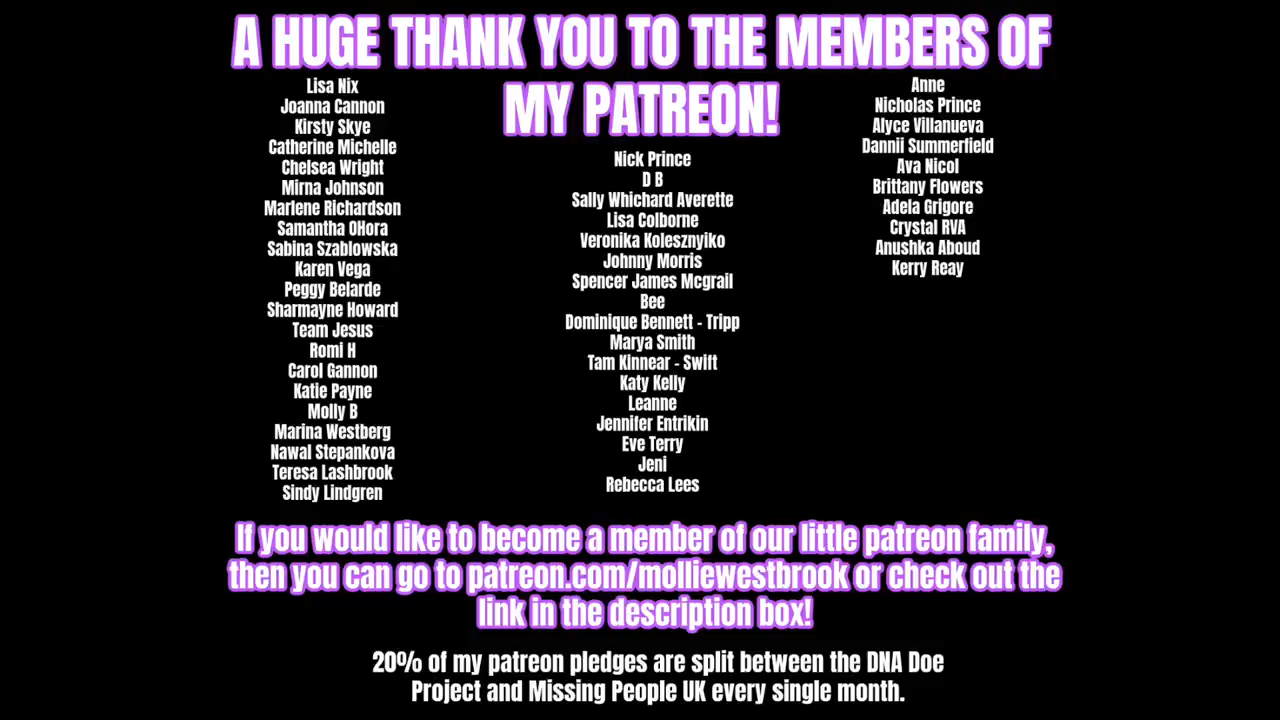 A HUGE THANK YOU TO THE MEMBERS OF
MY PATREON!
Lisa Nix
Joanna Cannon
Kirsty Skye
Catherine Michelle
Chelsea Wright
Mirna Johnson
Marlene Richardson
Samantha OHora
Sabina Szablowska
Karen Vega
Peggy Belarde
Sharmayne Howard
Team Jesus
Romi H
Carol Gannon
Katie Payne
Molly B
Marina Westberg
Nawal Stepankova
Teresa Lashbrook
Sindy Lindgren
Nick Prince
D B
Sally Whichard Averette
Lisa Colborne
Veronika Kolesznyiko
Johnny Morris
Spencer James Mcgrail
Bee
Dominique Bennett - Tripp
Marya Smith
Tam Kinnear - Swift
Katy Kelly
Leanne
Jennifer Entrikin
Eve Terry
Jeni
Rebecca Lees
Anne
Nicholas Prince
Alyce Villanueva
Dannii Summerfield
Ava Nicol
Brittany Flowers
Adela Grigore
Crystal RVA
Anushka Aboud
Kerry Reay
If you would like to become a member of our little patreon family,
then you can go to patreon.com/molliewestbrook or check out the
link in the description box!
20% of my patreon pledges are split between the DNA Doe
Project and Missing People UK every single month.